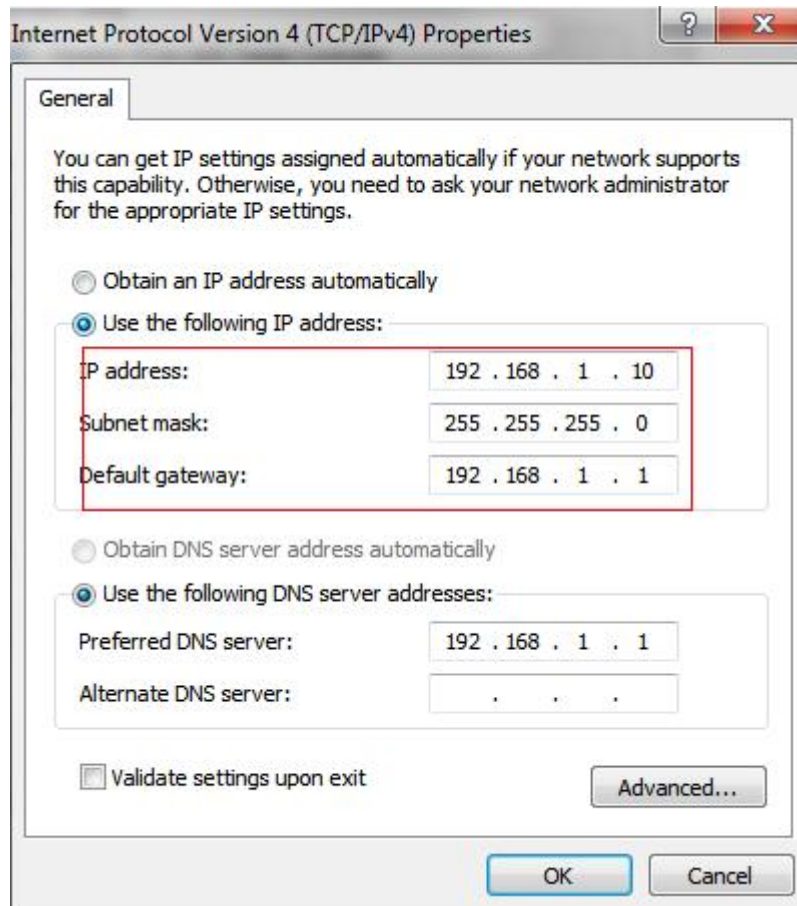 Internet Protocol Version 4 (TCP/IPv4) Properties
General
You can get IP settings assigned automatically if your network supports
this capability. Otherwise, you need to ask your network administrator
for the appropriate IP settings.
Obtain an IP address automatically
Use the following IP address:
IP address: 192 . 168 . 1 . 10
Subnet mask: 255 . 255 . 255 . 0
Default gateway: 192 . 168 . 1 . 1
Obtain DNS server address automatically
Use the following DNS server addresses:
Preferred DNS server: 192 . 168 . 1 . 1
Alternate DNS server: . . .
Validate settings upon exit
Advanced...
OK Cancel